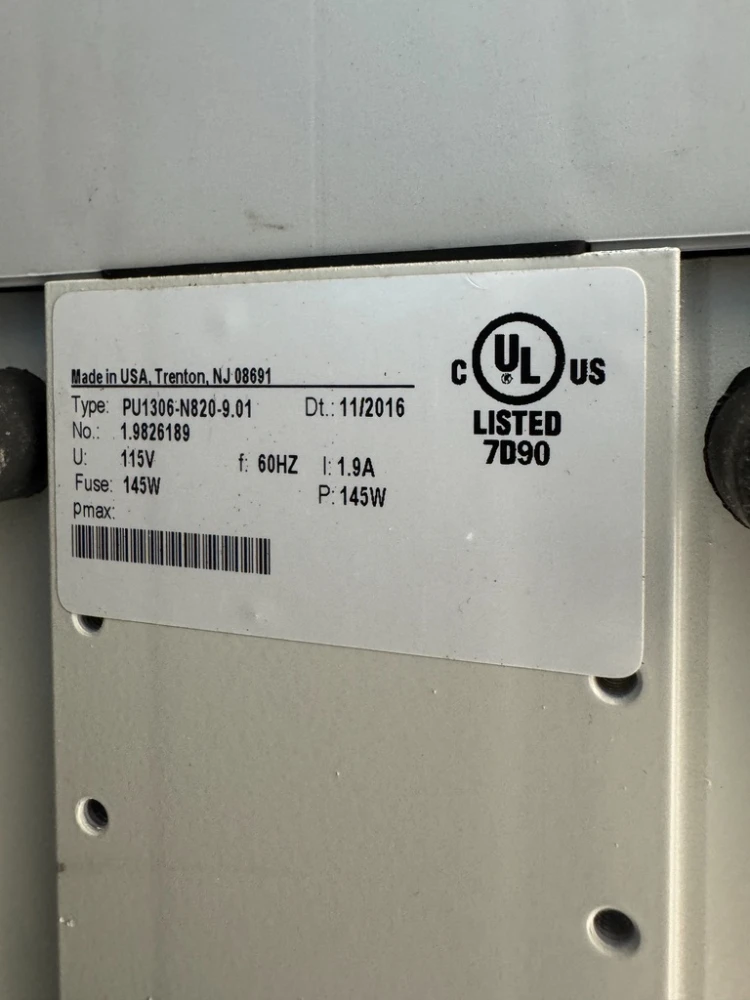 Made in USA, Trenton, NJ 08691
Type: PU1306-N820-9.01 Dt.: 11/2016
No.: 1.9826189
U: 115V f: 60HZ I: 1.9A
Fuse: 145W P: 145W
pmax:
C UL US
LISTED
7D90